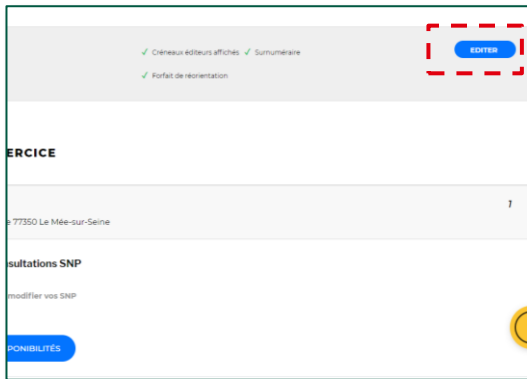 ✓ Créneaux éditeurs affichés ✓ Surnuméraire
EDITER
✓ Forfait de réorientation
ERCICE
1
e 77350 Le Mée-sur-Seine
sultations SNP
modifier vos SNP
PONIBILITÉS